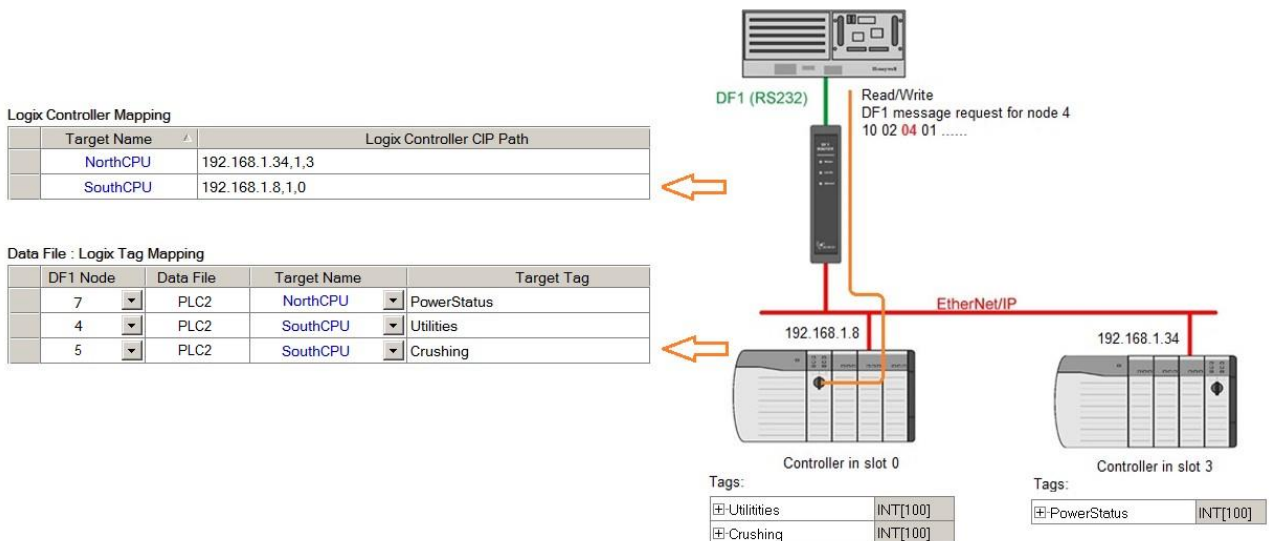 Honeywell
DF1 (RS232)
Read/Write
DF1 message request for node 4
10 02 04 01 ......
Logix Controller Mapping
Target Name Logix Controller CIP Path
NorthCPU 192.168.1.34,1,3
SouthCPU 192.168.1.8,1,0
Data File : Logix Tag Mapping
DF1 Node Data File Target Name Target Tag
7 PLC2 NorthCPU PowerStatus
4 PLC2 SouthCPU Utilities
5 PLC2 SouthCPU Crushing
EtherNet/IP
192.168.1.8
192.168.1.34
Controller in slot 0
Tags:
Utilitities INT[100]
Crushing INT[100]
Controller in slot 3
Tags:
PowerStatus INT[100]